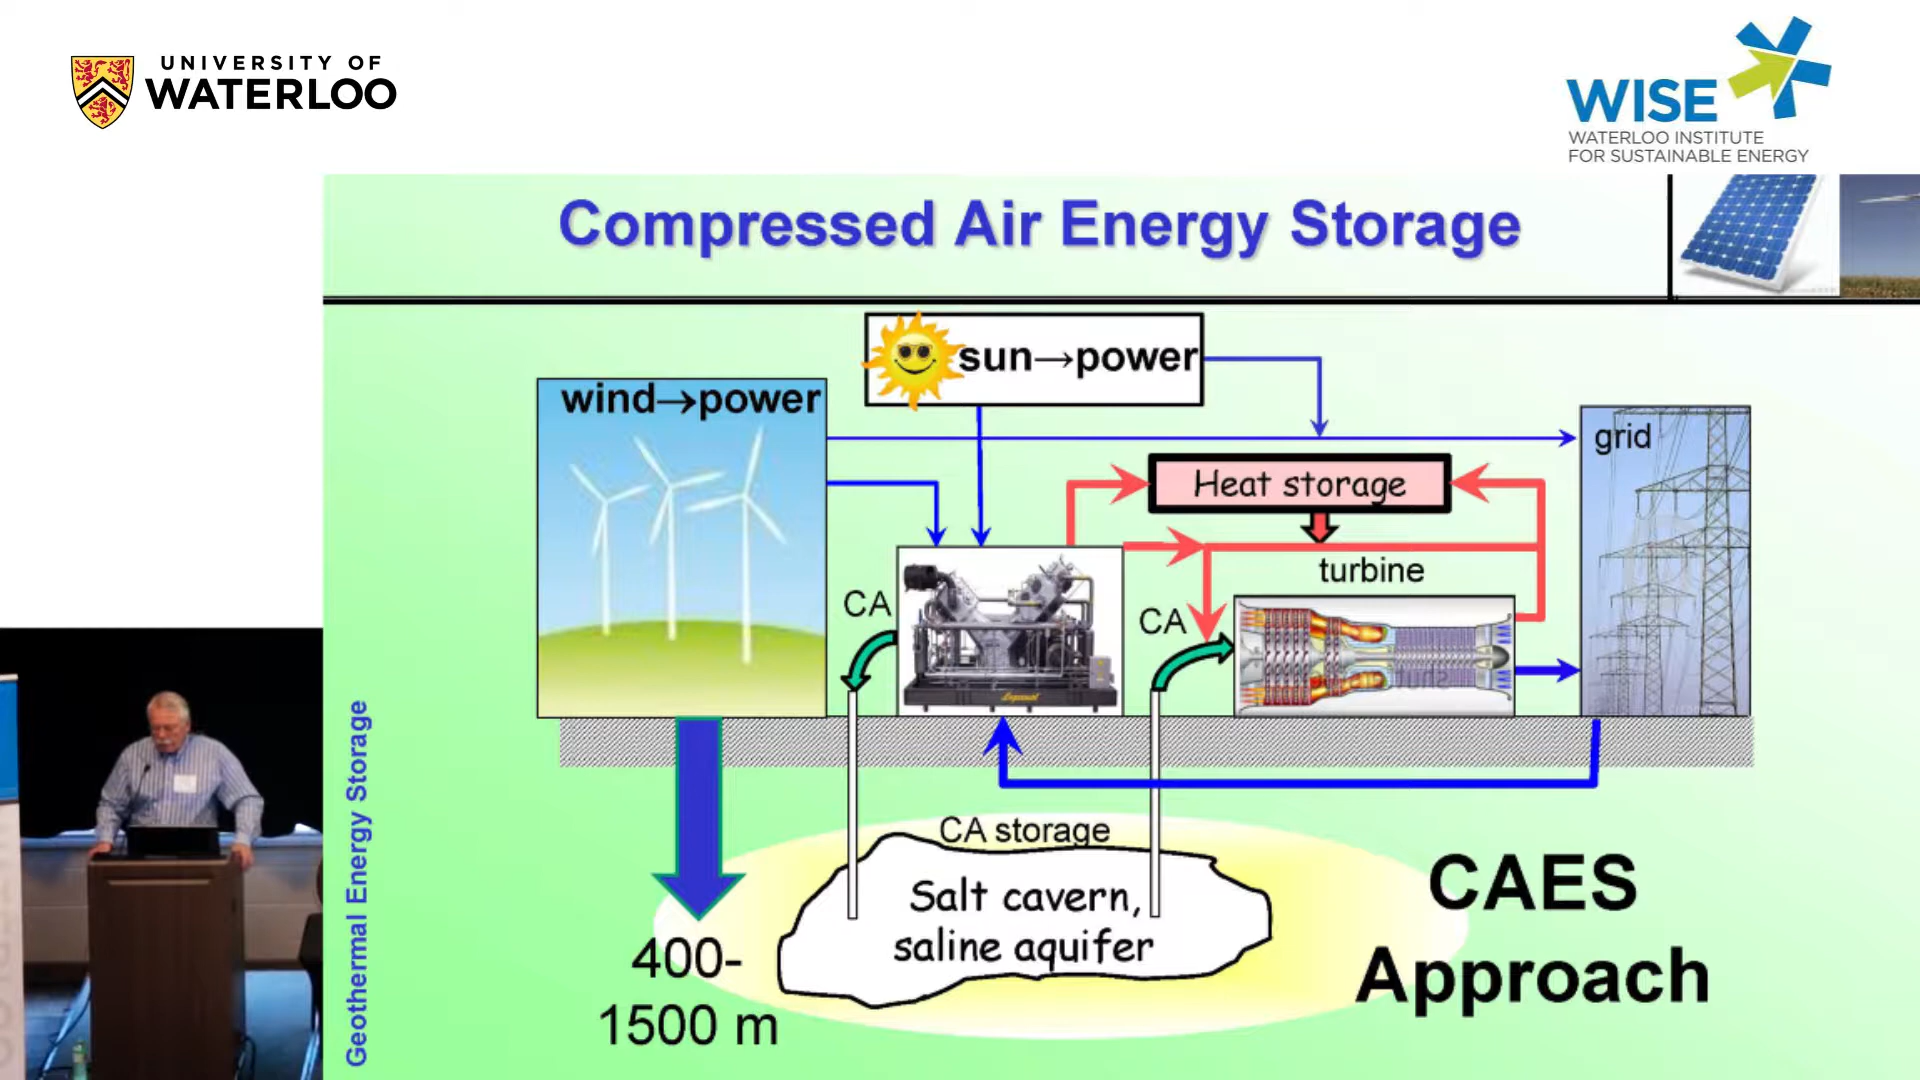 UNIVERSITY OF
WATERLOO
WISE
WATERLOO INSTITUTE
FOR SUSTAINABLE ENERGY
Compressed Air Energy Storage
sun→power
wind→power
grid
Heat storage
turbine
CA
CA
CA storage
Salt cavern,
saline aquifer
400-
1500 m
CAES
Approach
Geothermal Energy Storage